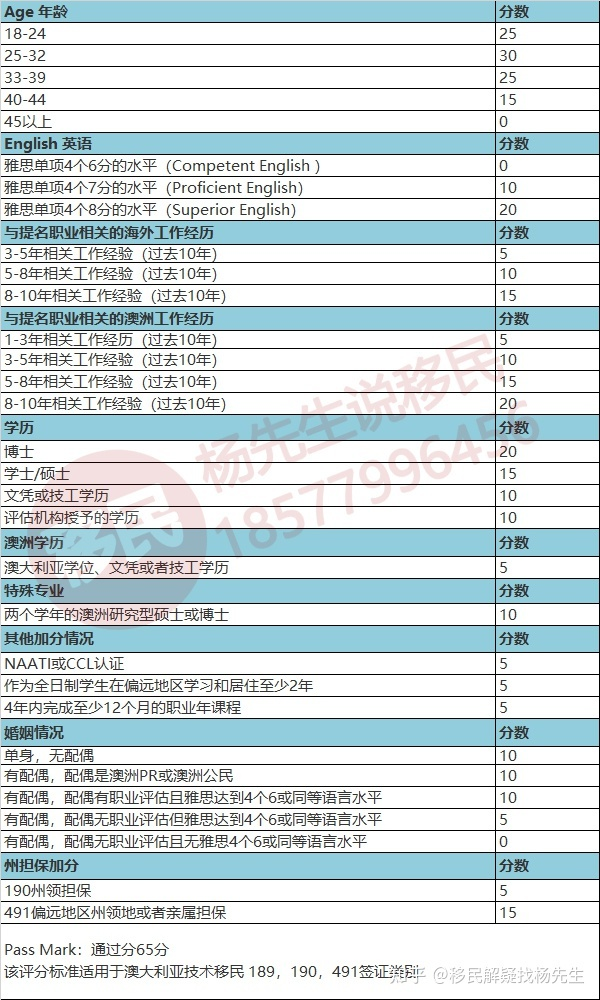 Age 年龄 分数
18-24 25
25-32 30
33-39 25
40-44 15
45以上 0
English 英语 分数
雅思单项4个6分的水平（Competent English ） 0
雅思单项4个7分的水平（Proficient English） 10
雅思单项4个8分的水平（Superior English） 20
与提名职业相关的海外工作经历 分数
3-5年相关工作经验（过去10年） 5
5-8年相关工作经验（过去10年） 10
8-10年相关工作经验（过去10年） 15
与提名职业相关的澳洲工作经历 分数
1-3年相关工作经历（过去10年） 5
3-5年相关工作经验（过去10年） 10
5-8年相关工作经验（过去10年） 15
8-10年相关工作经验（过去10年） 20
学历 分数
博士 20
学士/硕士 15
文凭或技工学历 10
评估机构授予的学历 10
澳洲学历 分数
澳大利亚学位、文凭或者技工学历 5
特殊专业 分数
两个学年的澳洲研究型硕士或博士 10
其他加分情况 分数
NAATI或CCL认证 5
作为全日制学生在偏远地区学习和居住至少2年 5
4年内完成至少12个月的职业年课程 5
婚姻情况 分数
单身，无配偶 10
有配偶，配偶是澳洲PR或澳洲公民 10
有配偶，配偶有职业评估且雅思达到4个6或同等语言水平 10
有配偶，配偶无职业评估但雅思达到4个6或同等语言水平 5
有配偶，配偶无职业评估且无雅思4个6或同等语言水平 0
州担保加分 分数
190州领担保 5
491偏远地区州领地或者亲属担保 15
Pass Mark：通过分65分
该评分标准适用于澳大利亚技术移民 189，190，491签证类别
移民
杨先生说移民
18577996456
知乎 @移民解疑找杨先生